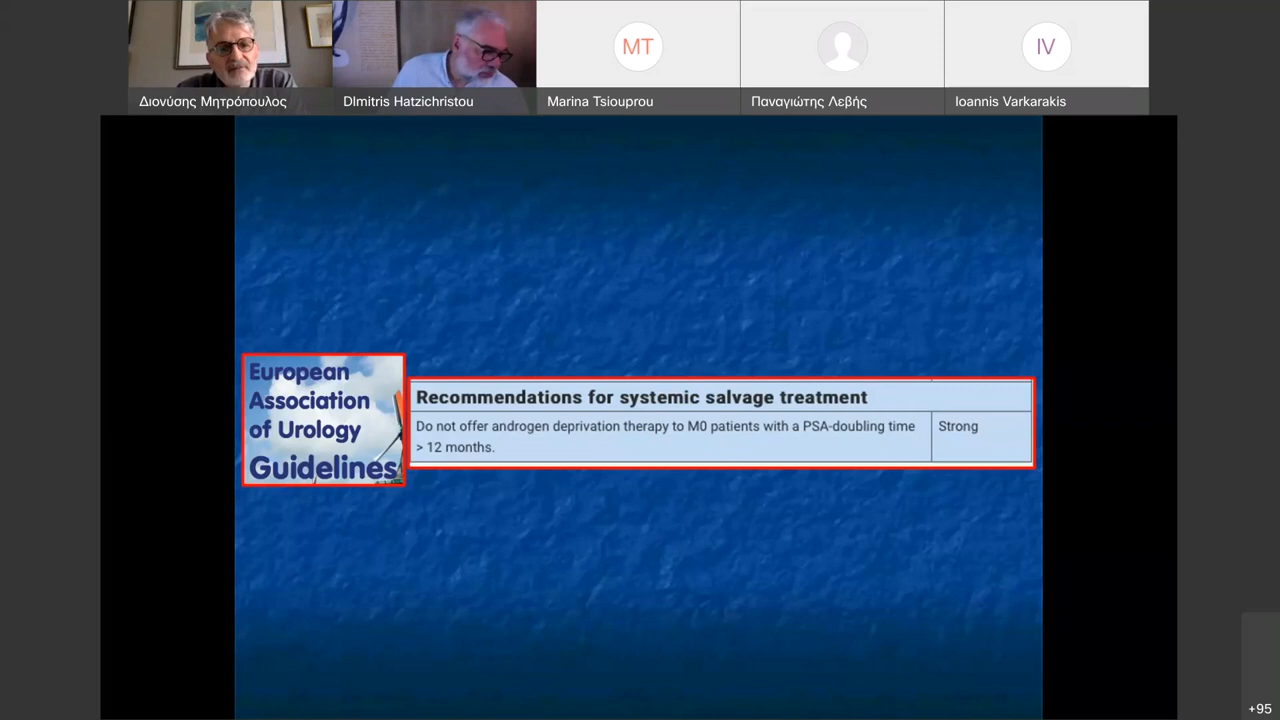 MT
IV
Διονύσης Μητρόπουλος
DImitris Hatzichristou
Marina Tsiouprou
Παναγιώτης Λεβής
Ioannis Varkarakis
European
Association
of Urology
Guidelines
Recommendations for systemic salvage treatment
Do not offer androgen deprivation therapy to M0 patients with a PSA-doubling time
> 12 months.
Strong
+95